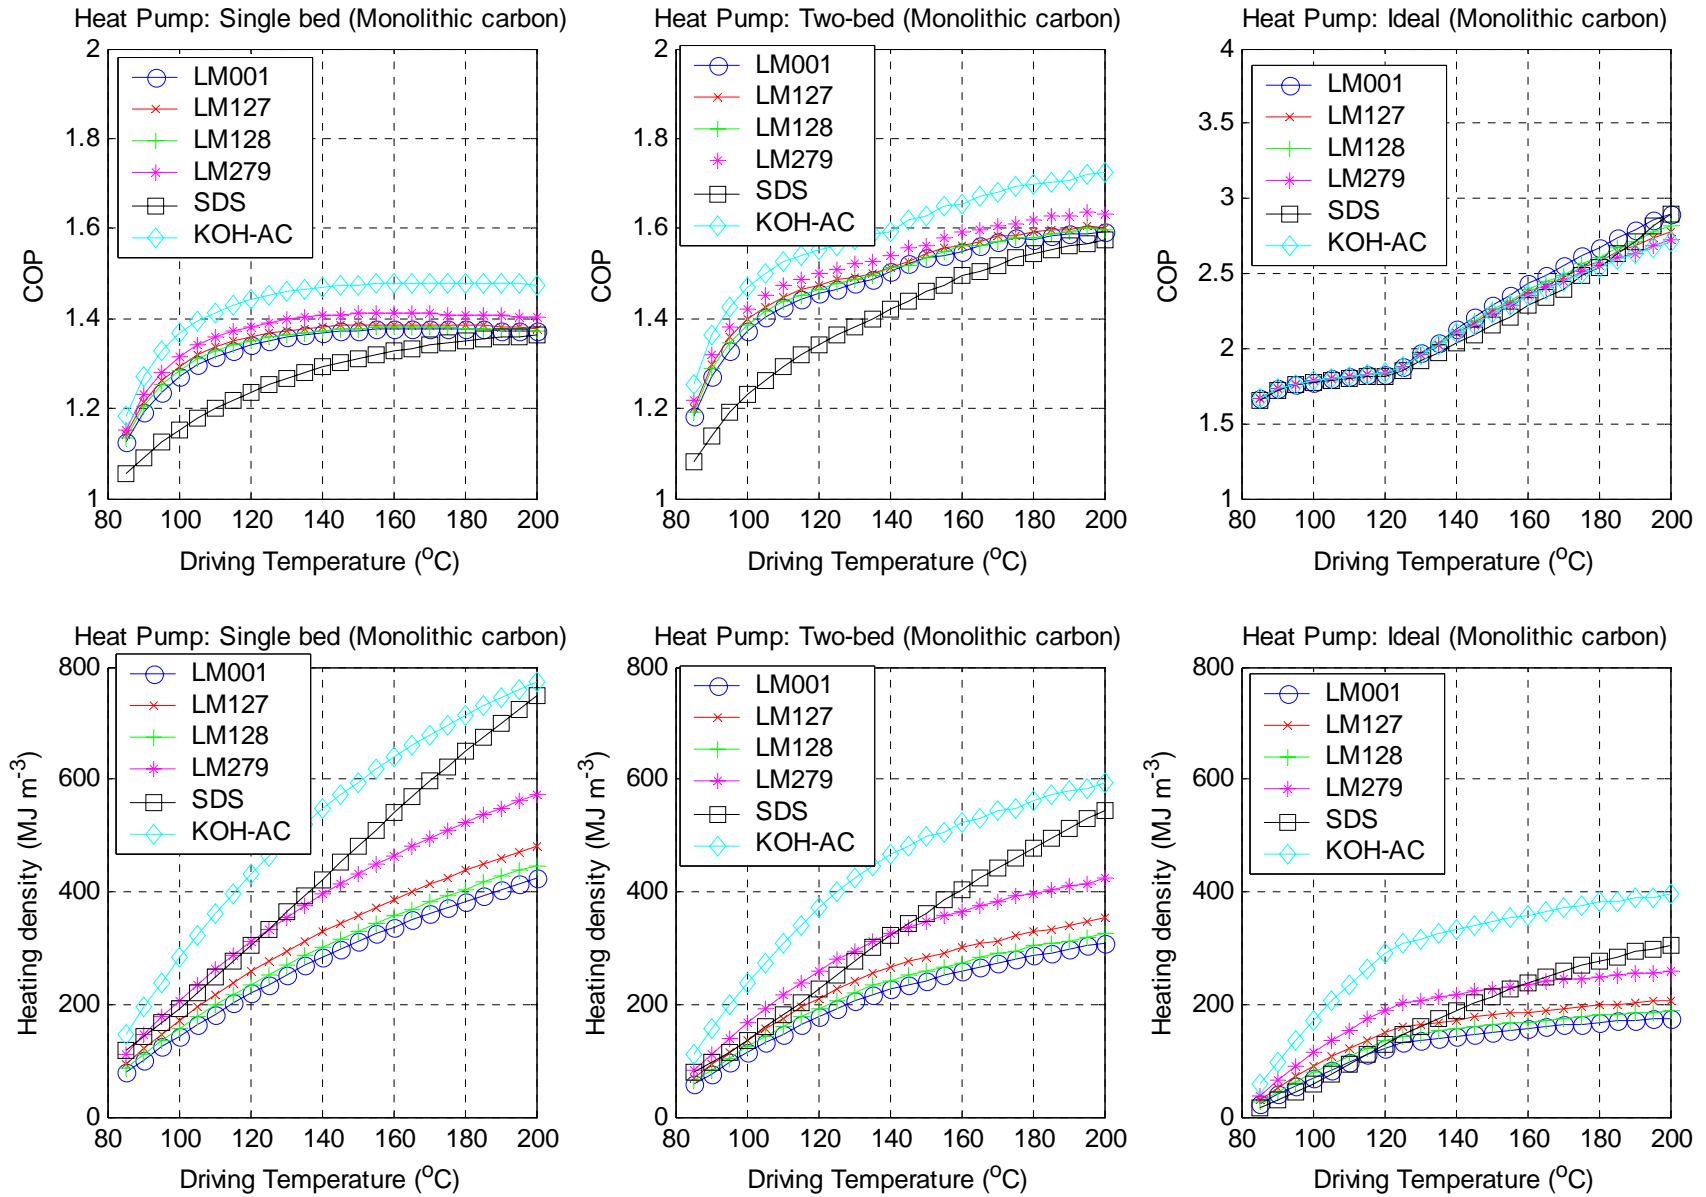 Heat Pump: Single bed (Monolithic carbon)
2
1.8
1.6
1.4
1.2
1
COP
LM001
LM127
LM128
LM279
SDS
KOH-AC
80 100 120 140 160 180 200
Driving Temperature (°C)
Heat Pump: Two-bed (Monolithic carbon)
2
1.8
1.6
1.4
1.2
1
COP
LM001
LM127
LM128
LM279
SDS
KOH-AC
80 100 120 140 160 180 200
Driving Temperature (°C)
Heat Pump: Ideal (Monolithic carbon)
4
3.5
3
2.5
2
1.5
1
COP
LM001
LM127
LM128
LM279
SDS
KOH-AC
80 100 120 140 160 180 200
Driving Temperature (°C)
Heat Pump: Single bed (Monolithic carbon)
800
600
400
200
0
Heating density (MJ m⁻³)
LM001
LM127
LM128
LM279
SDS
KOH-AC
80 100 120 140 160 180 200
Driving Temperature (°C)
Heat Pump: Two-bed (Monolithic carbon)
800
600
400
200
0
Heating density (MJ m⁻³)
LM001
LM127
LM128
LM279
SDS
KOH-AC
80 100 120 140 160 180 200
Driving Temperature (°C)
Heat Pump: Ideal (Monolithic carbon)
800
600
400
200
0
Heating density (MJ m⁻³)
LM001
LM127
LM128
LM279
SDS
KOH-AC
80 100 120 140 160 180 200
Driving Temperature (°C)